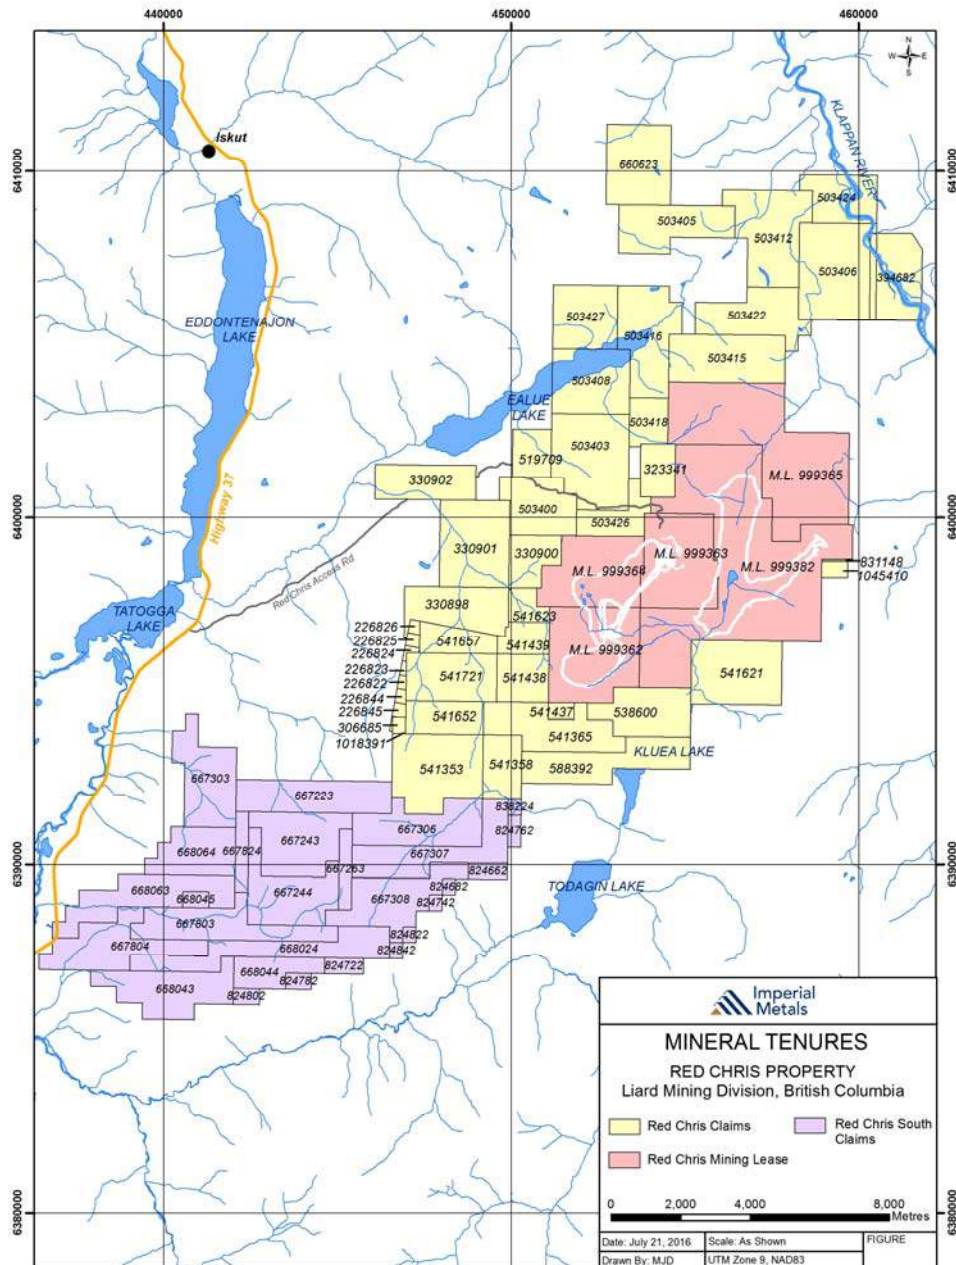 440000
450000
460000
N
W E
S
Iskut
KLAPPAN RIVER
6410000
6410000
660623
503424
503405
503412
503406
394682
EDDONTENAJON
LAKE
503427
503416
503422
503415
503408
EALUE
LAKE
503418
503403
519709
323341
M.L. 999365
330902
Highway 37
6400000
6400000
503400
503426
330901
330900
M.L. 999364
M.L. 999363
M.L. 999382
831148
1045410
Red Chris Access Rd
330898
TATOGGA
LAKE
541623
226826
226825
226824
541657
541439
M.L. 999362
226823
226822
541721
541438
541621
226844
226845
541652
541437
538600
306685
1018391
541365
KLUEA LAKE
541353
541358
588392
667303
667223
838224
667306
824762
667243
668064
667824
667307
6390000
6390000
667263
824662
668063
668045
667244
667308
824682
824742
TODAGIN LAKE
667803
824822
667804
668024
824842
824722
668044
824782
668043
824802
6380000
6380000
Imperial
Metals
MINERAL TENURES
RED CHRIS PROPERTY
Liard Mining Division, British Columbia
Red Chris Claims
Red Chris South
Claims
Red Chris Mining Lease
0 2,000 4,000 8,000
Metres
Date: July 21, 2016
Scale: As Shown
FIGURE
Drawn By: MJD
UTM Zone 9, NAD83